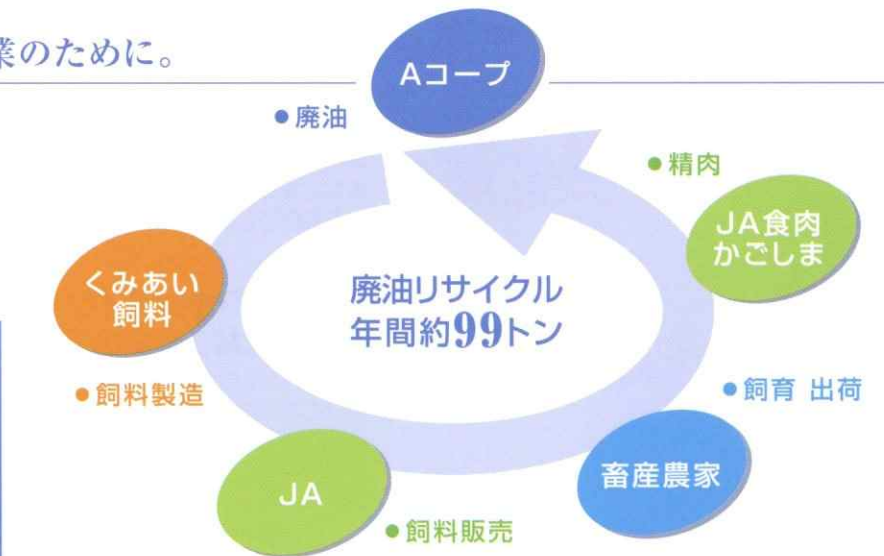 業のために。
Aコープ
●廃油
●精肉
JA食肉
かごしま
くみあい
飼料
廃油リサイクル
年間約99トン
●飼料製造
●飼育 出荷
JA
畜産農家
●飼料販売